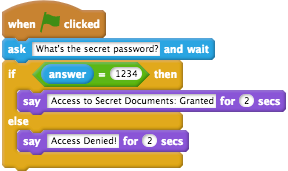 when clicked
ask What's the secret password? and wait
if answer = 1234 then
say Access to Secret Documents: Granted for 2 secs
else
say Access Denied! for 2 secs